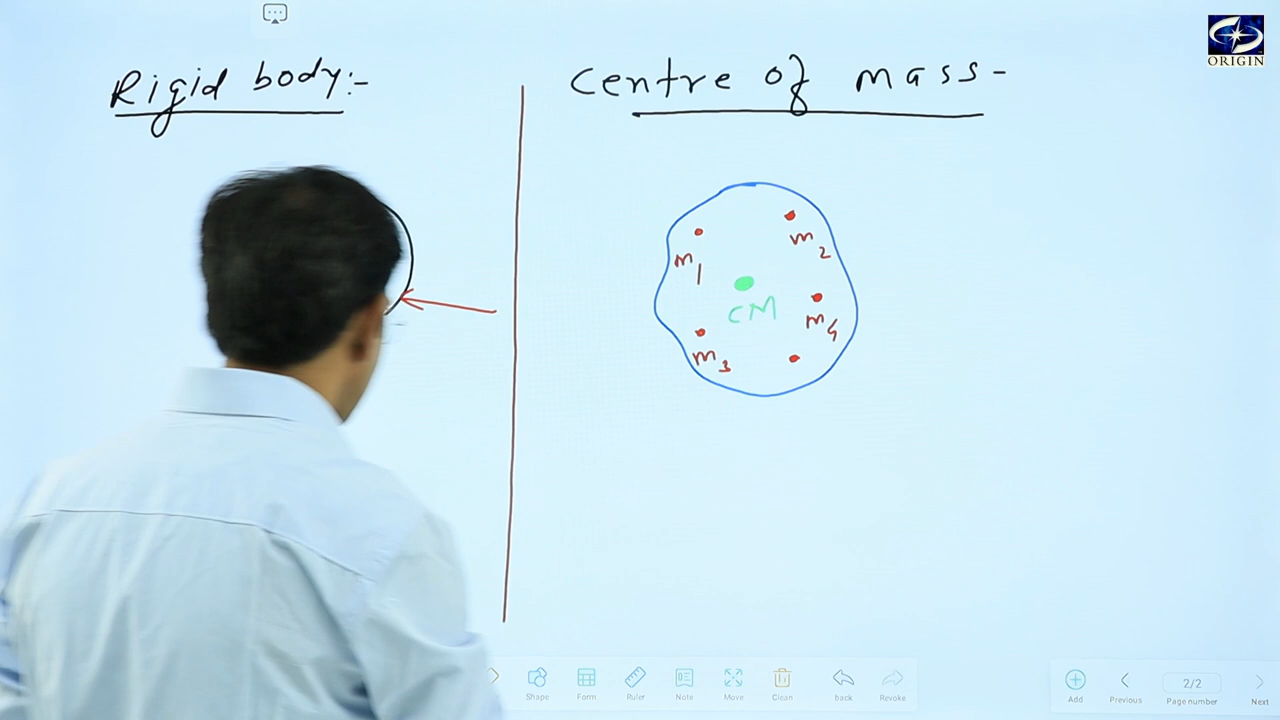 Rigid body:-
Centre of mass-
m1
m2
CM
m3
m4
ORIGIN
Shape
Form
Ruler
Note
Move
Clean
back
Revoke
Add
Previous
2/2
Page number
Next